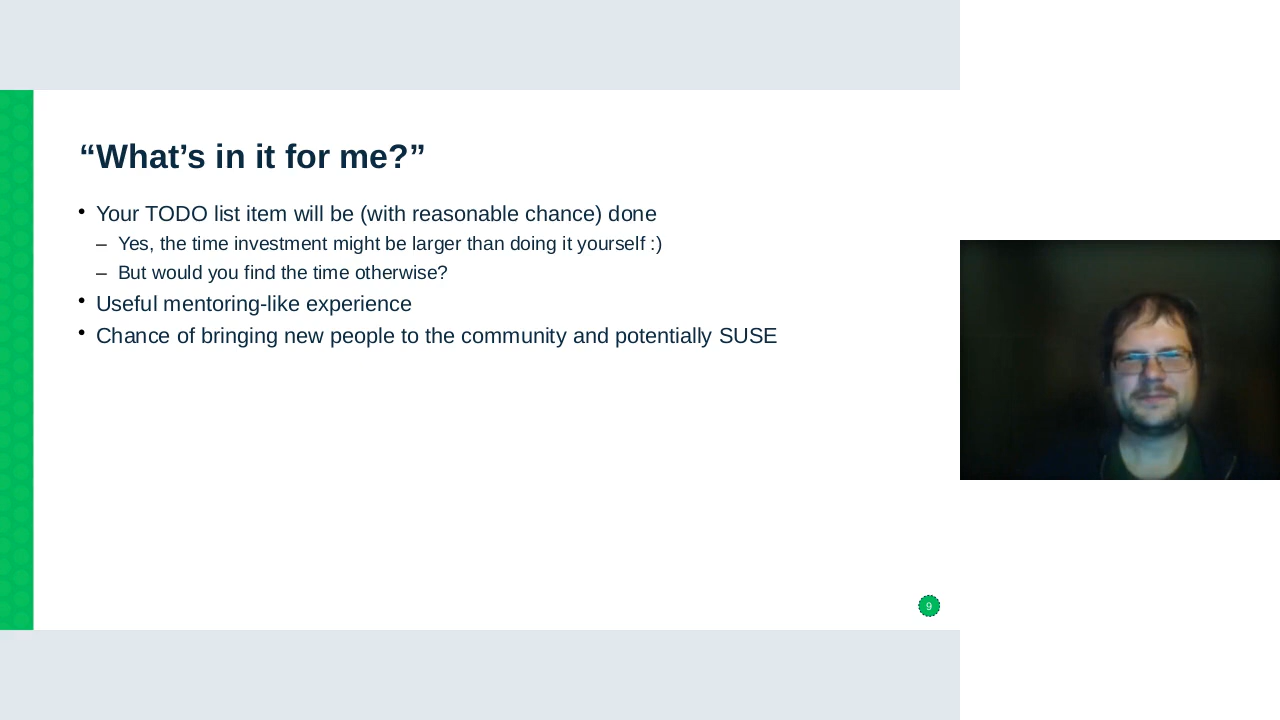 “What’s in it for me?”
• Your TODO list item will be (with reasonable chance) done
– Yes, the time investment might be larger than doing it yourself :)
– But would you find the time otherwise?
• Useful mentoring-like experience
• Chance of bringing new people to the community and potentially SUSE
9